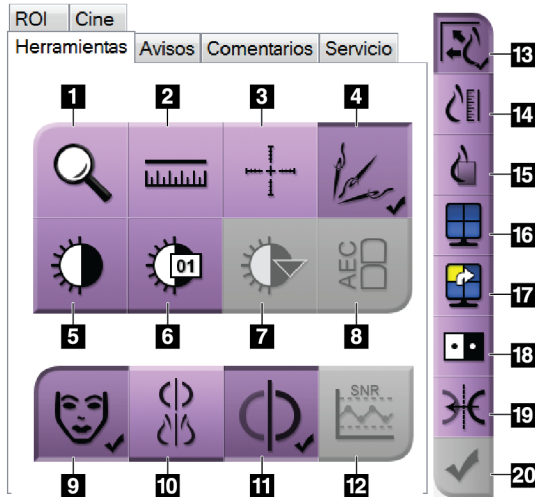 ROI Cine
Herramientas Avisos Comentarios Servicio
1 2 3 4
01
AEC
5 6 7 8
SNR
9 10 11 12
13
14
15
16
17
18
19
20